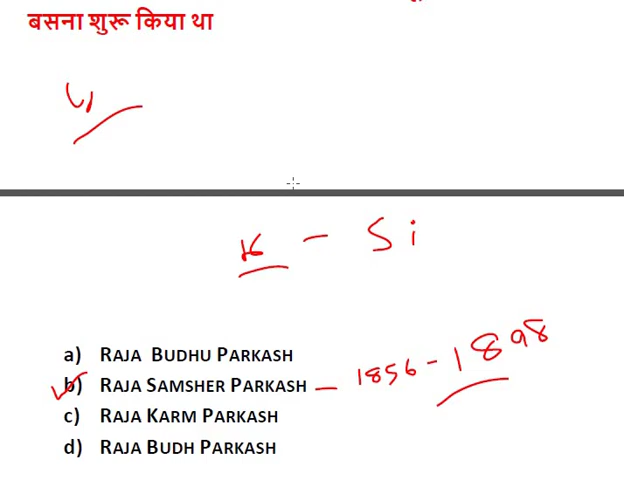 बसना शुरू किया था
K - Si
a) RAJA BUDHU PARKASH
b) RAJA SAMSHER PARKASH - 1856 - 1898
c) RAJA KARM PARKASH
d) RAJA BUDH PARKASH